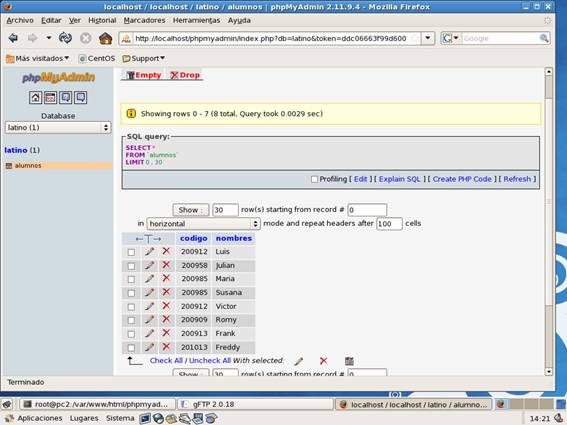 localhost / localhost / latino / alumnos | phpMyAdmin 2.11.9.4 - Mozilla Firefox
Archivo Editar Ver Historial Marcadores Herramientas Ayuda
http://localhost/phpmyadmin/index.php?db=latino&token=ddc06663f99d600
Google
Más visitados CentOS Support
phpMyAdmin
Database
latino (1)
latino (1)
alumnos
Empty Drop
Showing rows 0 - 7 (8 total, Query took 0.0029 sec)
SQL query:
SELECT *
FROM `alumnos`
LIMIT 0 , 30
Profiling [ Edit ] [ Explain SQL ] [ Create PHP Code ] [ Refresh ]
Show : 30 row(s) starting from record # 0
in horizontal mode and repeat headers after 100 cells
←T→ codigo nombres
200912 Luis
200958 Julian
200985 Maria
200985 Susana
200912 Victor
200909 Romy
200913 Frank
201013 Freddy
Check All / Uncheck All With selected:
Show : 30 row(s) starting from record # 0
Terminado
root@pc2:/var/www/html/phpmyad... gFTP 2.0.18 localhost / localhost / latino / alumno...
Aplicaciones Lugares Sistema 14:21